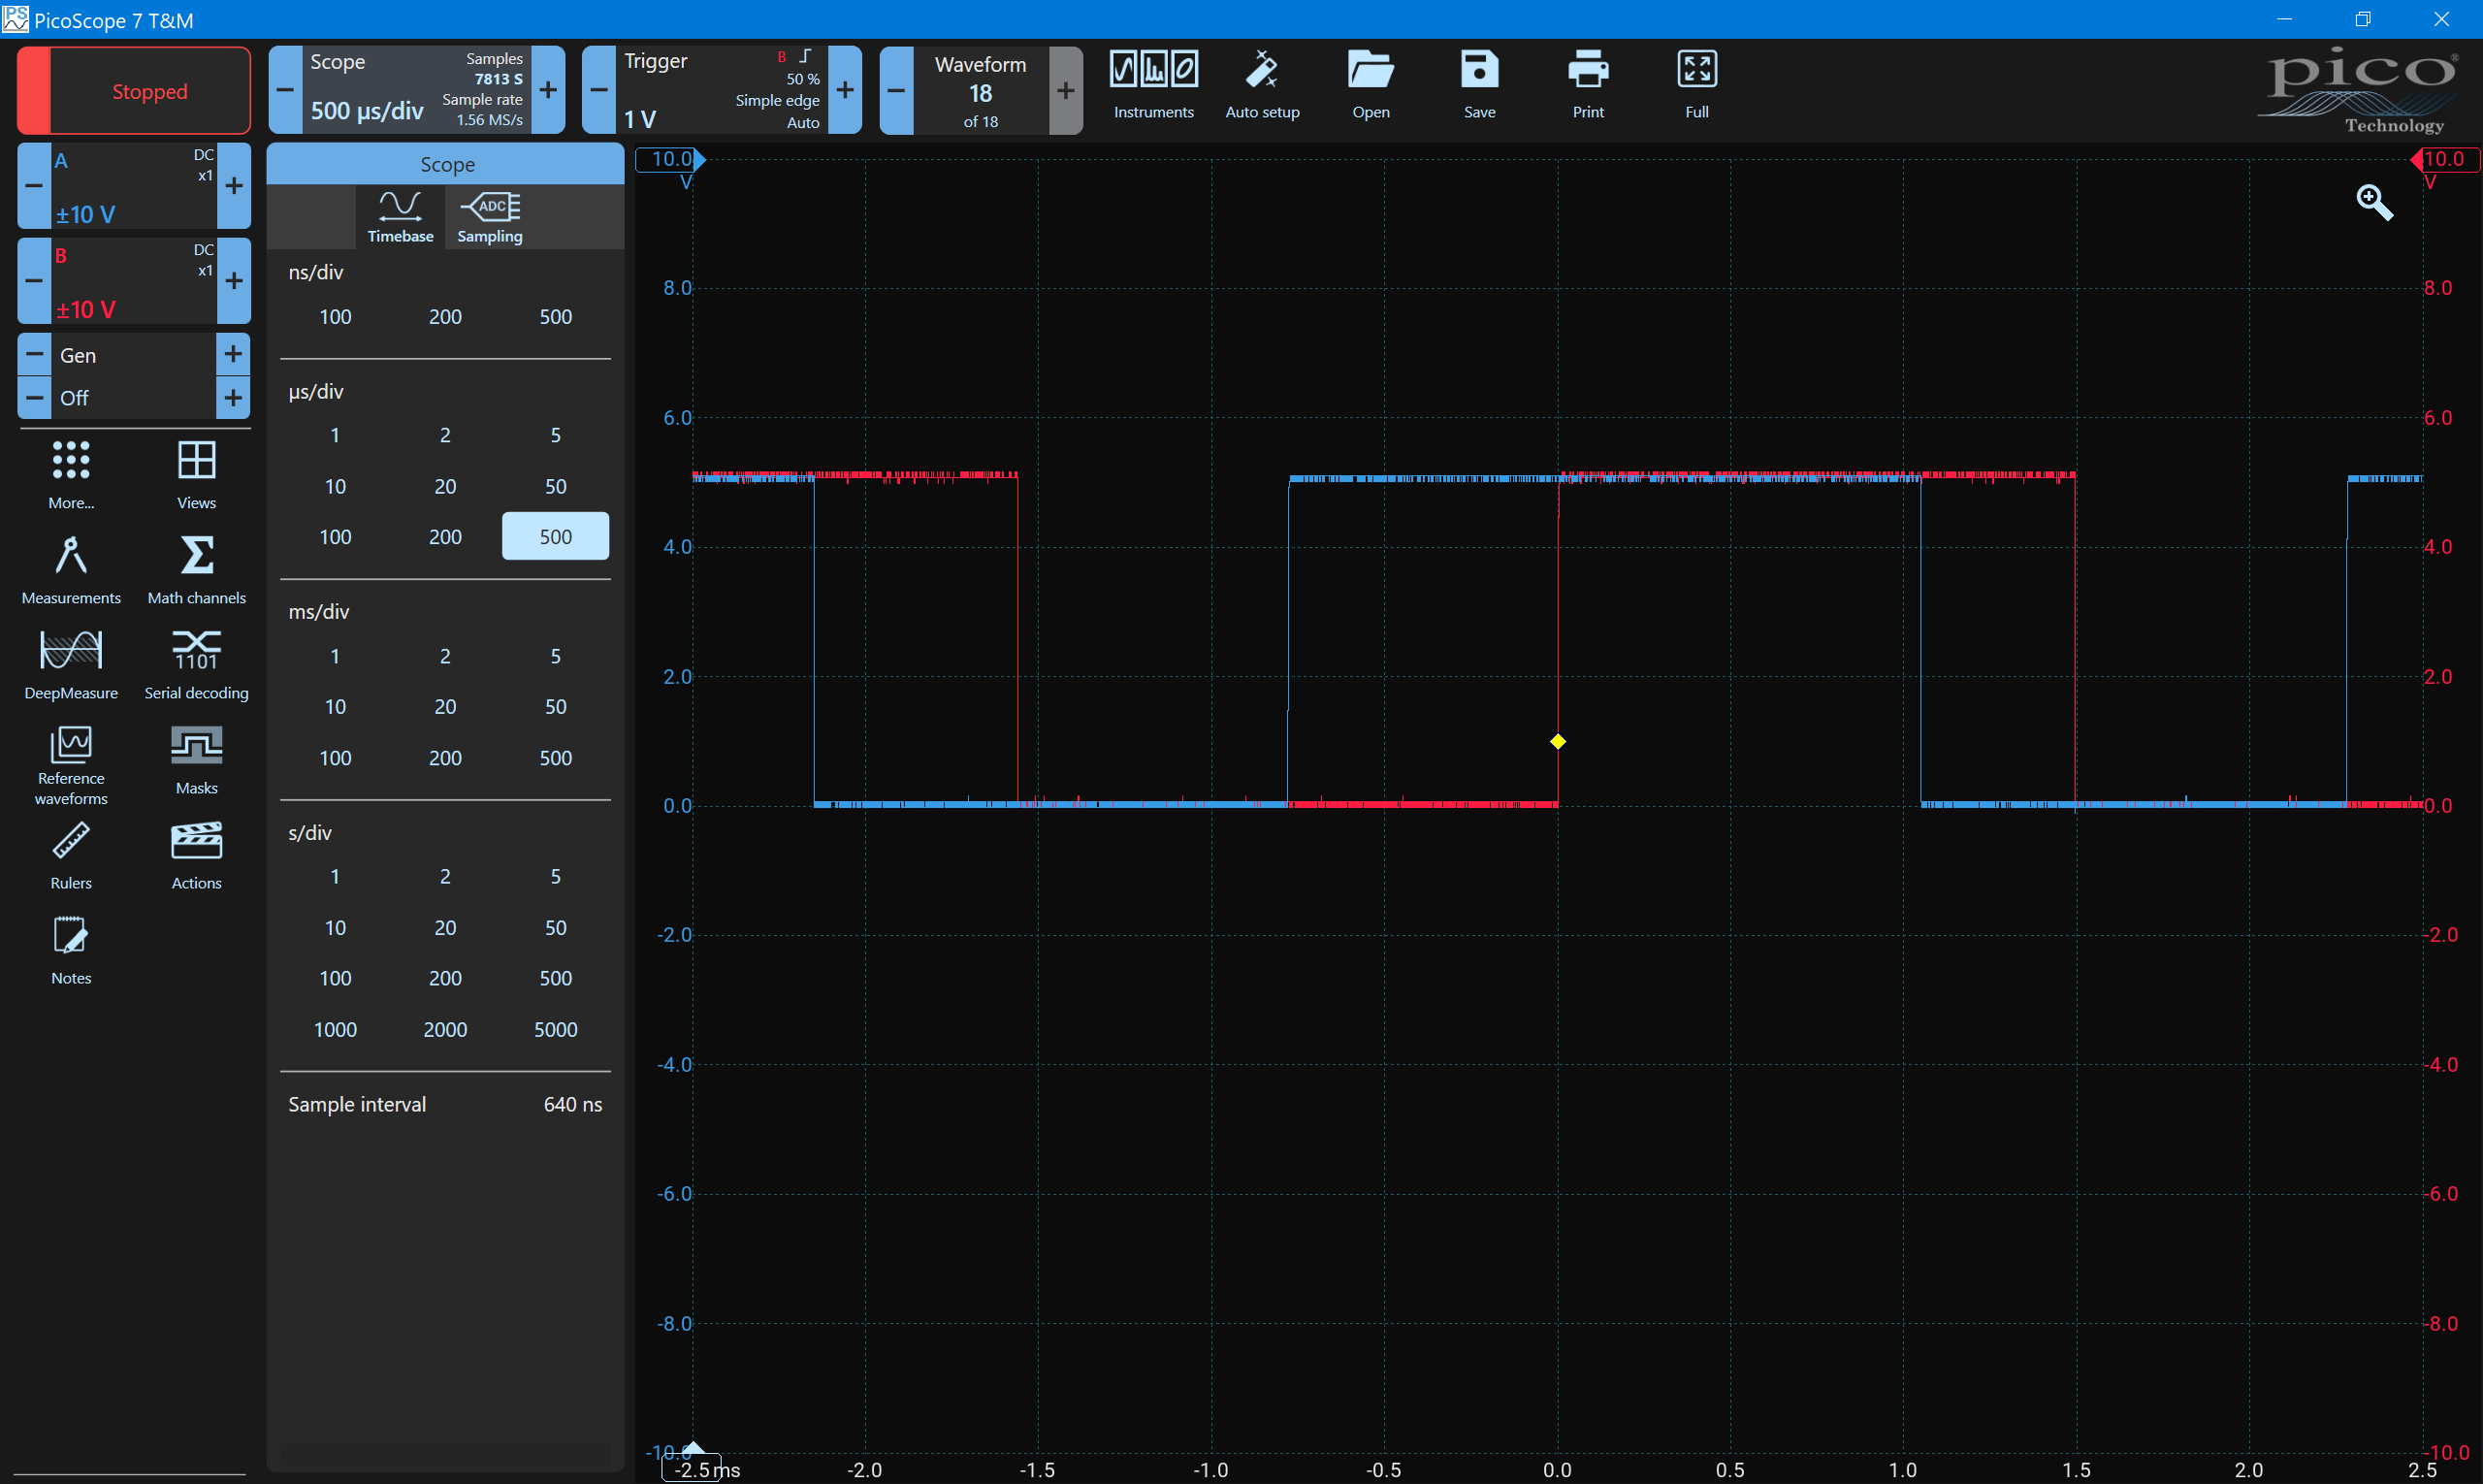 PicoScope 7 T&M
Stopped
Scope
500 µs/div
Samples
7813 S
Sample rate
1.56 MS/s
Trigger
1 V
B
50 %
Simple edge
Auto
Waveform
18
of 18
Instruments
Auto setup
Open
Save
Print
Full
pico®
Technology
A
DC
x1
±10 V
B
DC
x1
±10 V
Gen
Off
More...
Views
Measurements
Math channels
DeepMeasure
1101
Serial decoding
Reference
waveforms
Masks
Rulers
Actions
Notes
Scope
Timebase
ADC
Sampling
ns/div
100 200 500
µs/div
1 2 5
10 20 50
100 200 500
ms/div
1 2 5
10 20 50
100 200 500
s/div
1 2 5
10 20 50
100 200 500
1000 2000 5000
Sample interval 640 ns
10.0 10.0
V V
8.0 8.0
6.0 6.0
4.0 4.0
2.0 2.0
0.0 0.0
-2.0 -2.0
-4.0 -4.0
-6.0 -6.0
-8.0 -8.0
-10.0 -10.0
-2.5 ms -2.0 -1.5 -1.0 -0.5 0.0 0.5 1.0 1.5 2.0 2.5